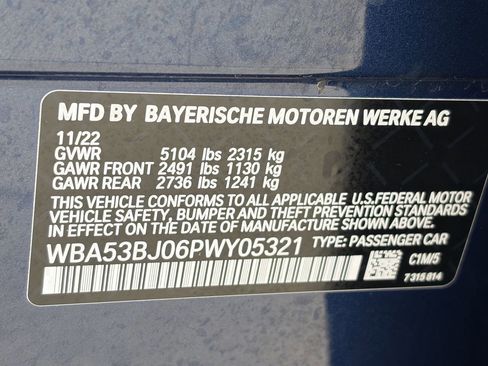 MFD BY BAYERISCHE MOTOREN WERKE AG
11/22
GVWR 5104 lbs 2315 kg
GAWR FRONT 2491 lbs 1130 kg
GAWR REAR 2736 lbs 1241 kg
THIS VEHICLE CONFORMS TO ALL APPLICABLE U.S.FEDERAL MOTOR
VEHICLE SAFETY, BUMPER AND THEFT PREVENTION STANDARDS
IN EFFECT ON THE DATE OF MANUFACTURE SHOWN ABOVE.
WBA53BJ06PWY05321 TYPE: PASSENGER CAR
C1M/5
7315814